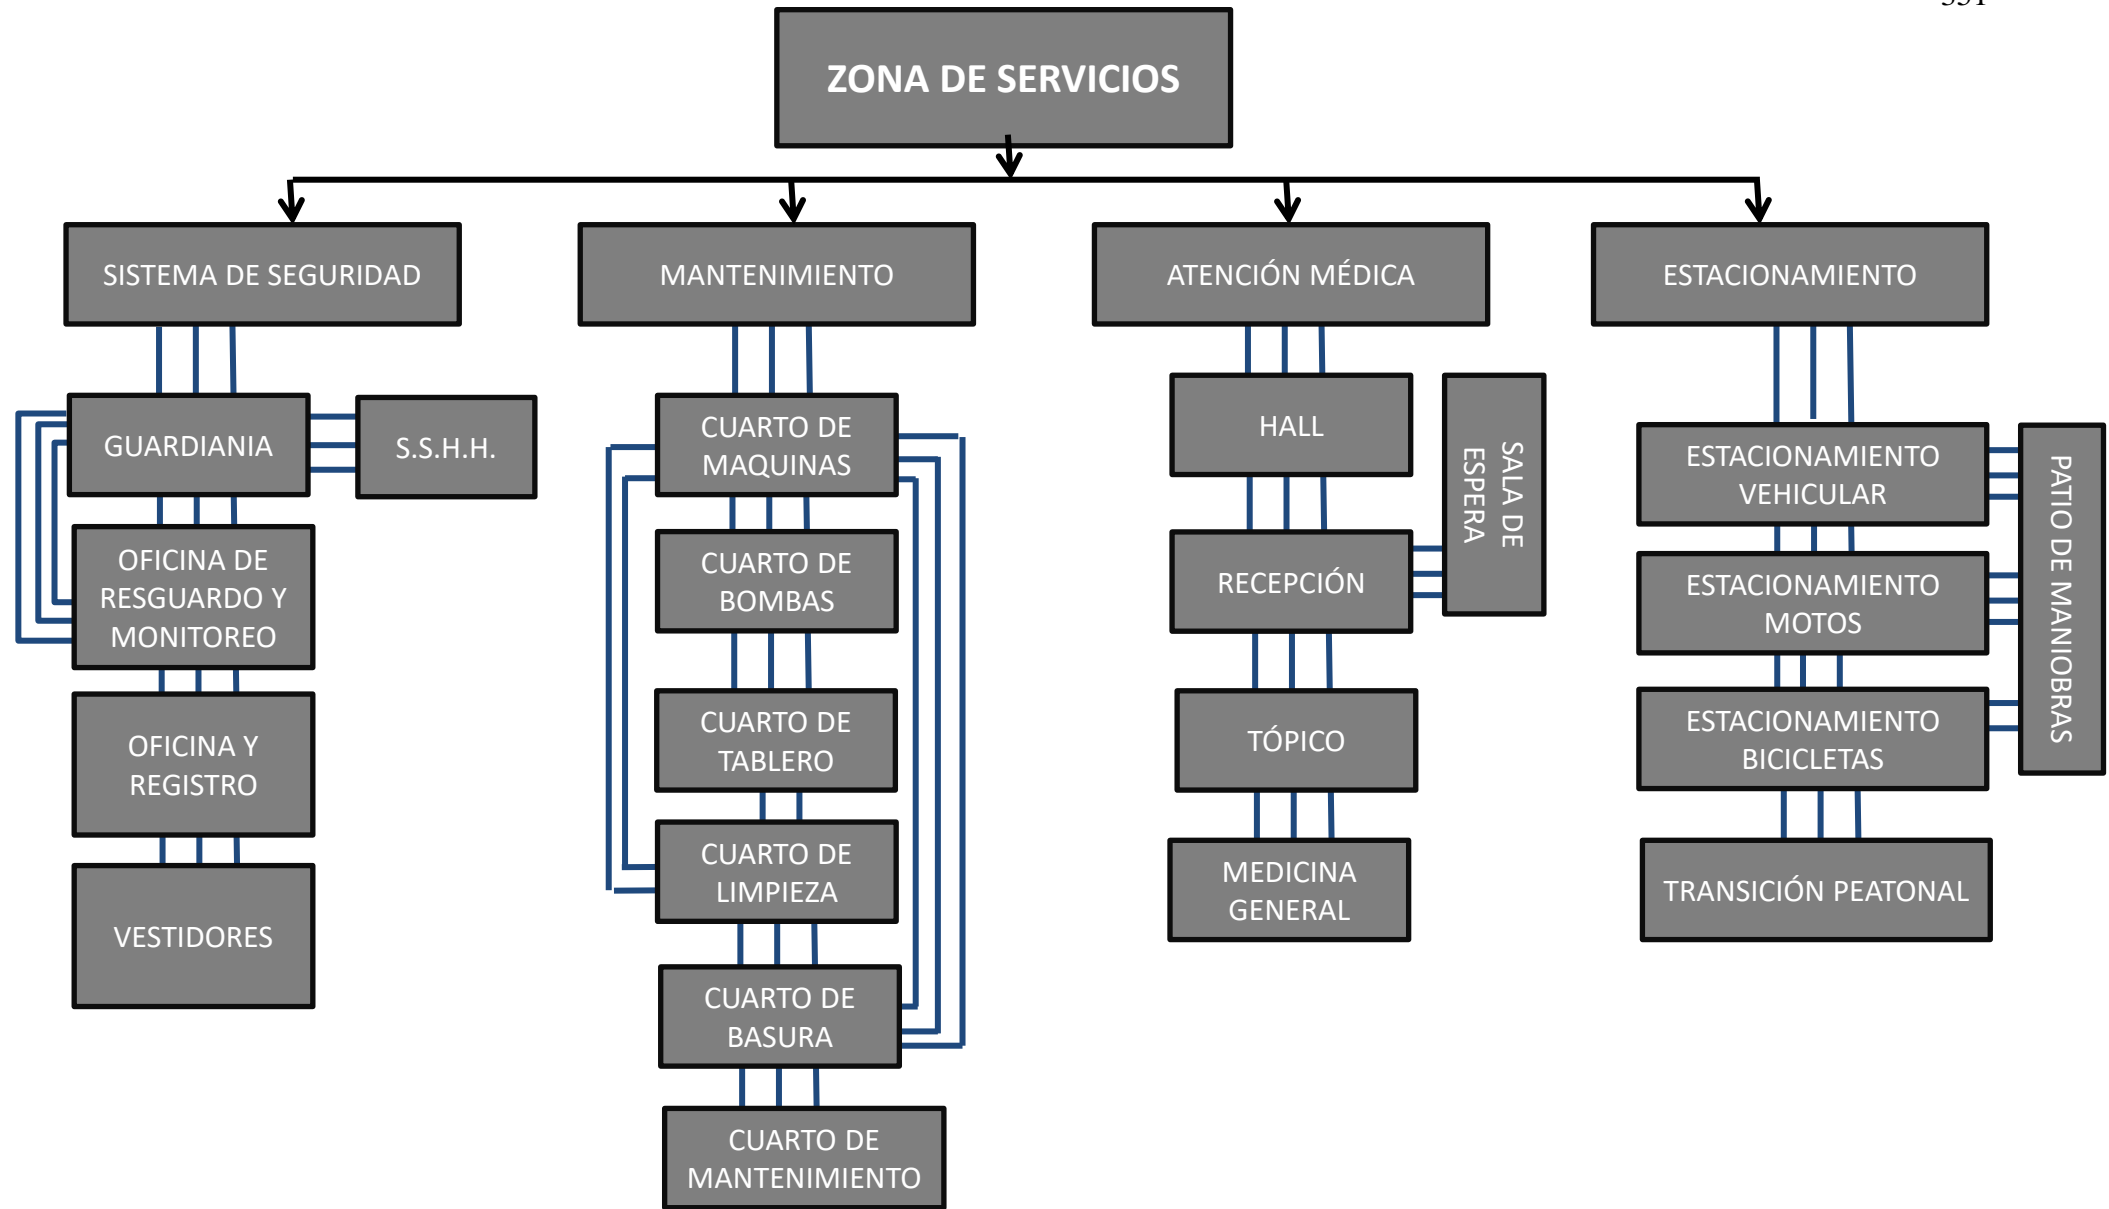 ZONA DE SERVICIOS
SISTEMA DE SEGURIDAD
GUARDIANIA
S.S.H.H.
OFICINA DE
RESGUARDO Y
MONITOREO
OFICINA Y
REGISTRO
VESTIDORES
MANTENIMIENTO
CUARTO DE
MAQUINAS
CUARTO DE
BOMBAS
CUARTO DE
TABLERO
CUARTO DE
LIMPIEZA
CUARTO DE
BASURA
CUARTO DE
MANTENIMIENTO
ATENCIÓN MÉDICA
HALL
SALA DE
ESPERA
RECEPCIÓN
TÓPICO
MEDICINA
GENERAL
ESTACIONAMIENTO
ESTACIONAMIENTO
VEHICULAR
ESTACIONAMIENTO
MOTOS
ESTACIONAMIENTO
BICICLETAS
PATIO DE MANIOBRAS
TRANSICIÓN PEATONAL